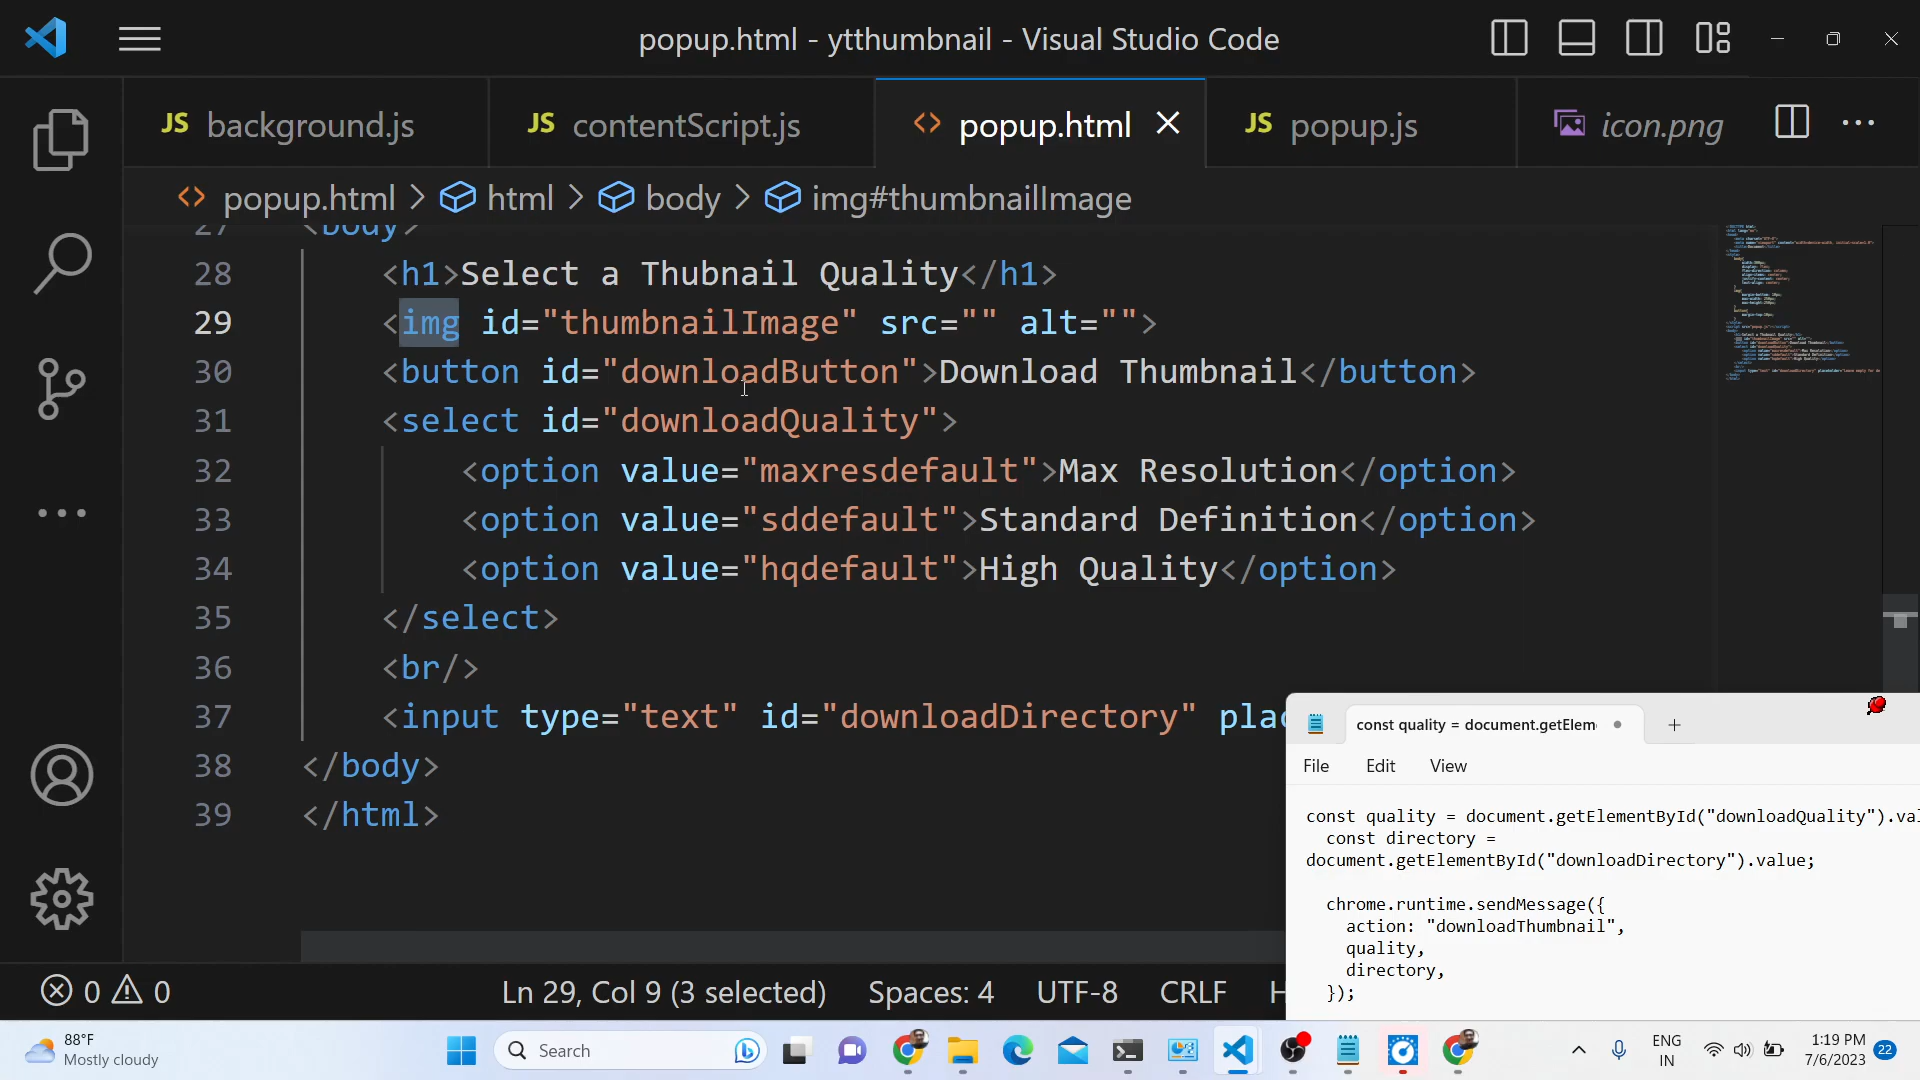 popup.html - ytthumbnail - Visual Studio Code
JS background.js
JS contentScript.js
popup.html
JS popup.js
icon.png
popup.html > html > body > img#thumbnailImage
27 <body>
28 <h1>Select a Thubnail Quality</h1>
29 <img id="thumbnailImage" src="" alt="">
30 <button id="downloadButton">Download Thumbnail</button>
31 <select id="downloadQuality">
32 <option value="maxresdefault">Max Resolution</option>
33 <option value="sddefault">Standard Definition</option>
34 <option value="hqdefault">High Quality</option>
35 </select>
36 <br/>
37 <input type="text" id="downloadDirectory" plac
38 </body>
39 </html>
const quality = document.getElem
File Edit View
const quality = document.getElementById("downloadQuality").val
const directory =
document.getElementById("downloadDirectory").value;
chrome.runtime.sendMessage({
action: "downloadThumbnail",
quality,
directory,
});
0 0
Ln 29, Col 9 (3 selected)
Spaces: 4
UTF-8
CRLF
H
88°F
Mostly cloudy
Search
ENG
IN
1:19 PM
7/6/2023
22